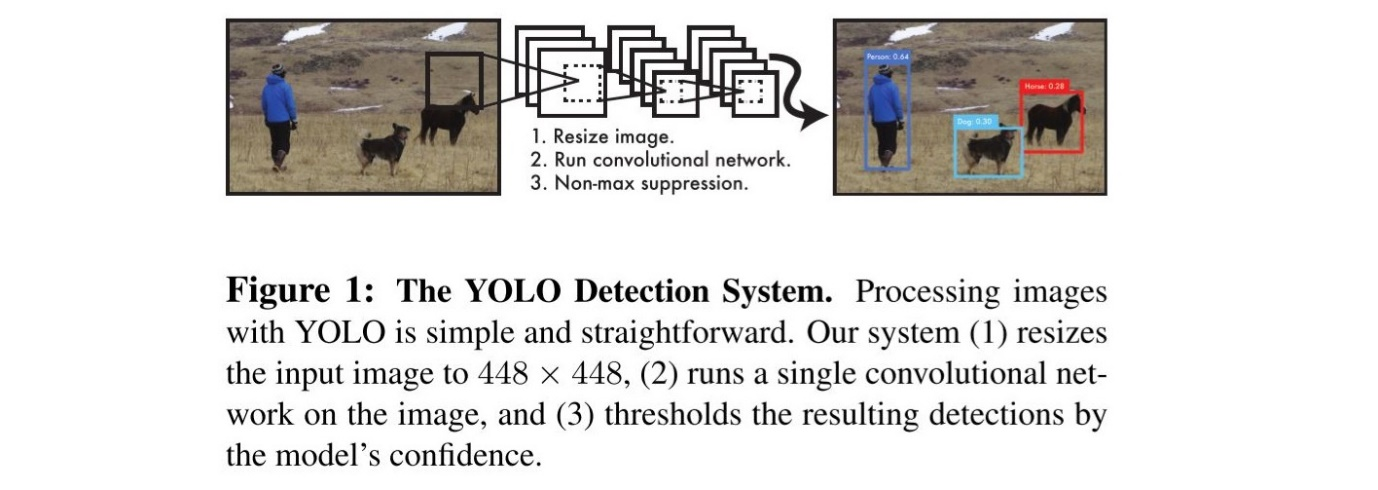 Person: 0.64
Horse: 0.28
Dog: 0.30
1. Resize image.
2. Run convolutional network.
3. Non-max suppression.
Figure 1: The YOLO Detection System. Processing images
with YOLO is simple and straightforward. Our system (1) resizes
the input image to 448 × 448, (2) runs a single convolutional net-
work on the image, and (3) thresholds the resulting detections by
the model's confidence.